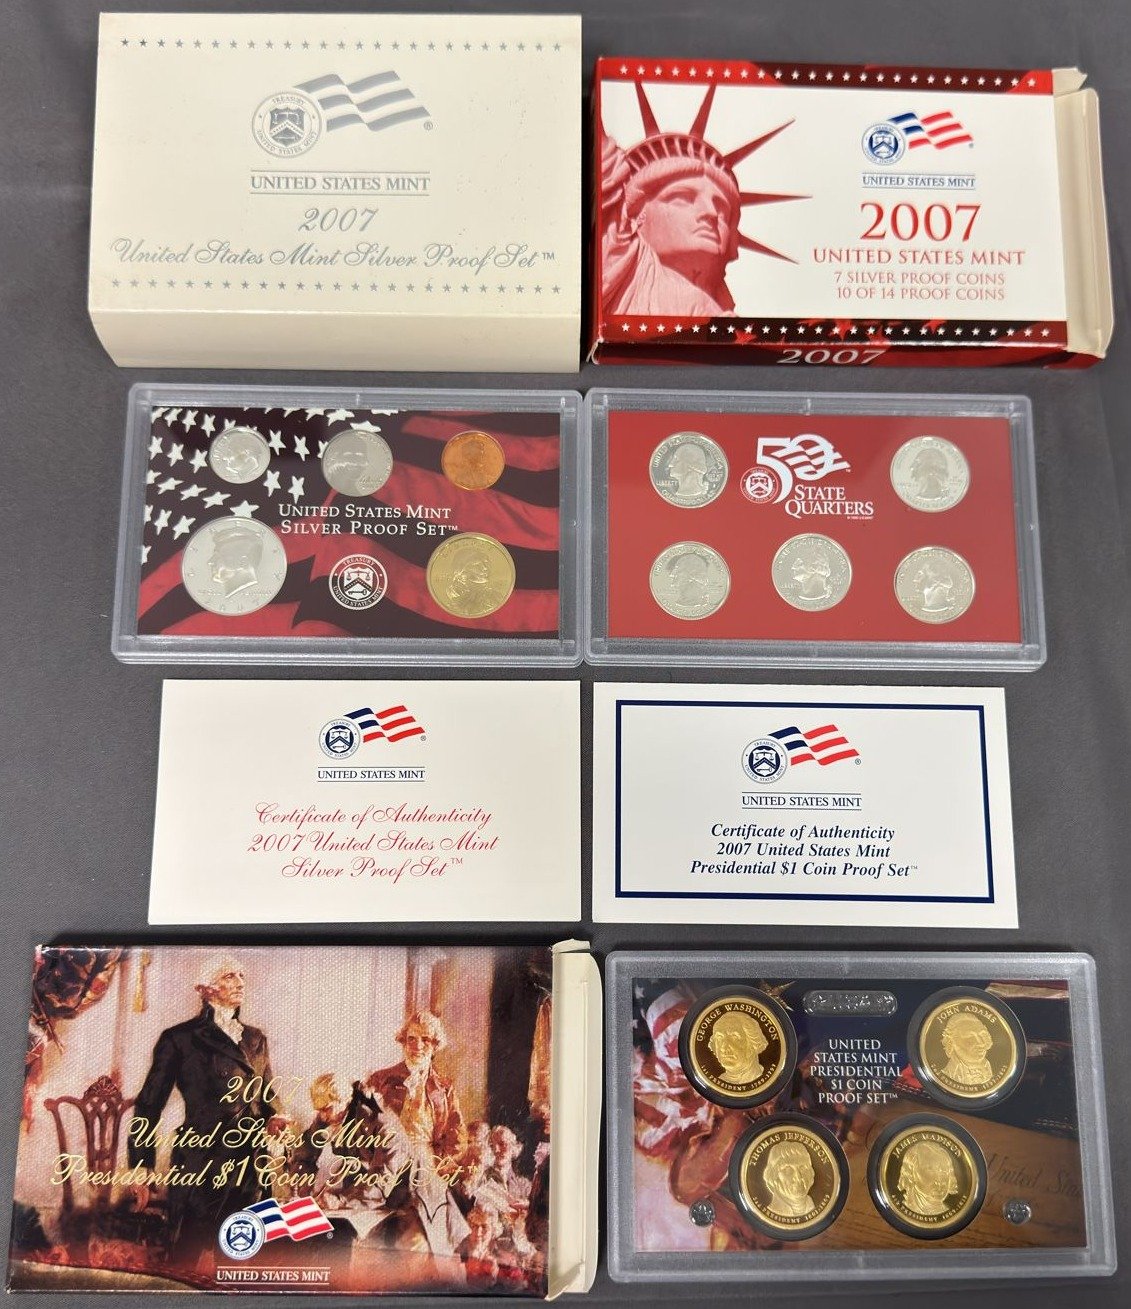 UNITED STATES MINT
2007
United States Mint Silver Proof Set™
UNITED STATES MINT
2007
UNITED STATES MINT
7 SILVER PROOF COINS
10 OF 14 PROOF COINS
2007
UNITED STATES MINT
SILVER PROOF SET™
50
STATE
QUARTERS
LIBERTY
UNITED STATES MINT
Certificate of Authenticity
2007 United States Mint
Silver Proof Set™
UNITED STATES MINT
Certificate of Authenticity
2007 United States Mint
Presidential $1 Coin Proof Set™
2007
United States Mint
Presidential $1 Coin Proof Set™
UNITED STATES MINT
UNITED
STATES MINT
PRESIDENTIAL
$1 COIN
PROOF SET™
GEORGE WASHINGTON
JOHN ADAMS
THOMAS JEFFERSON
JAMES MADISON